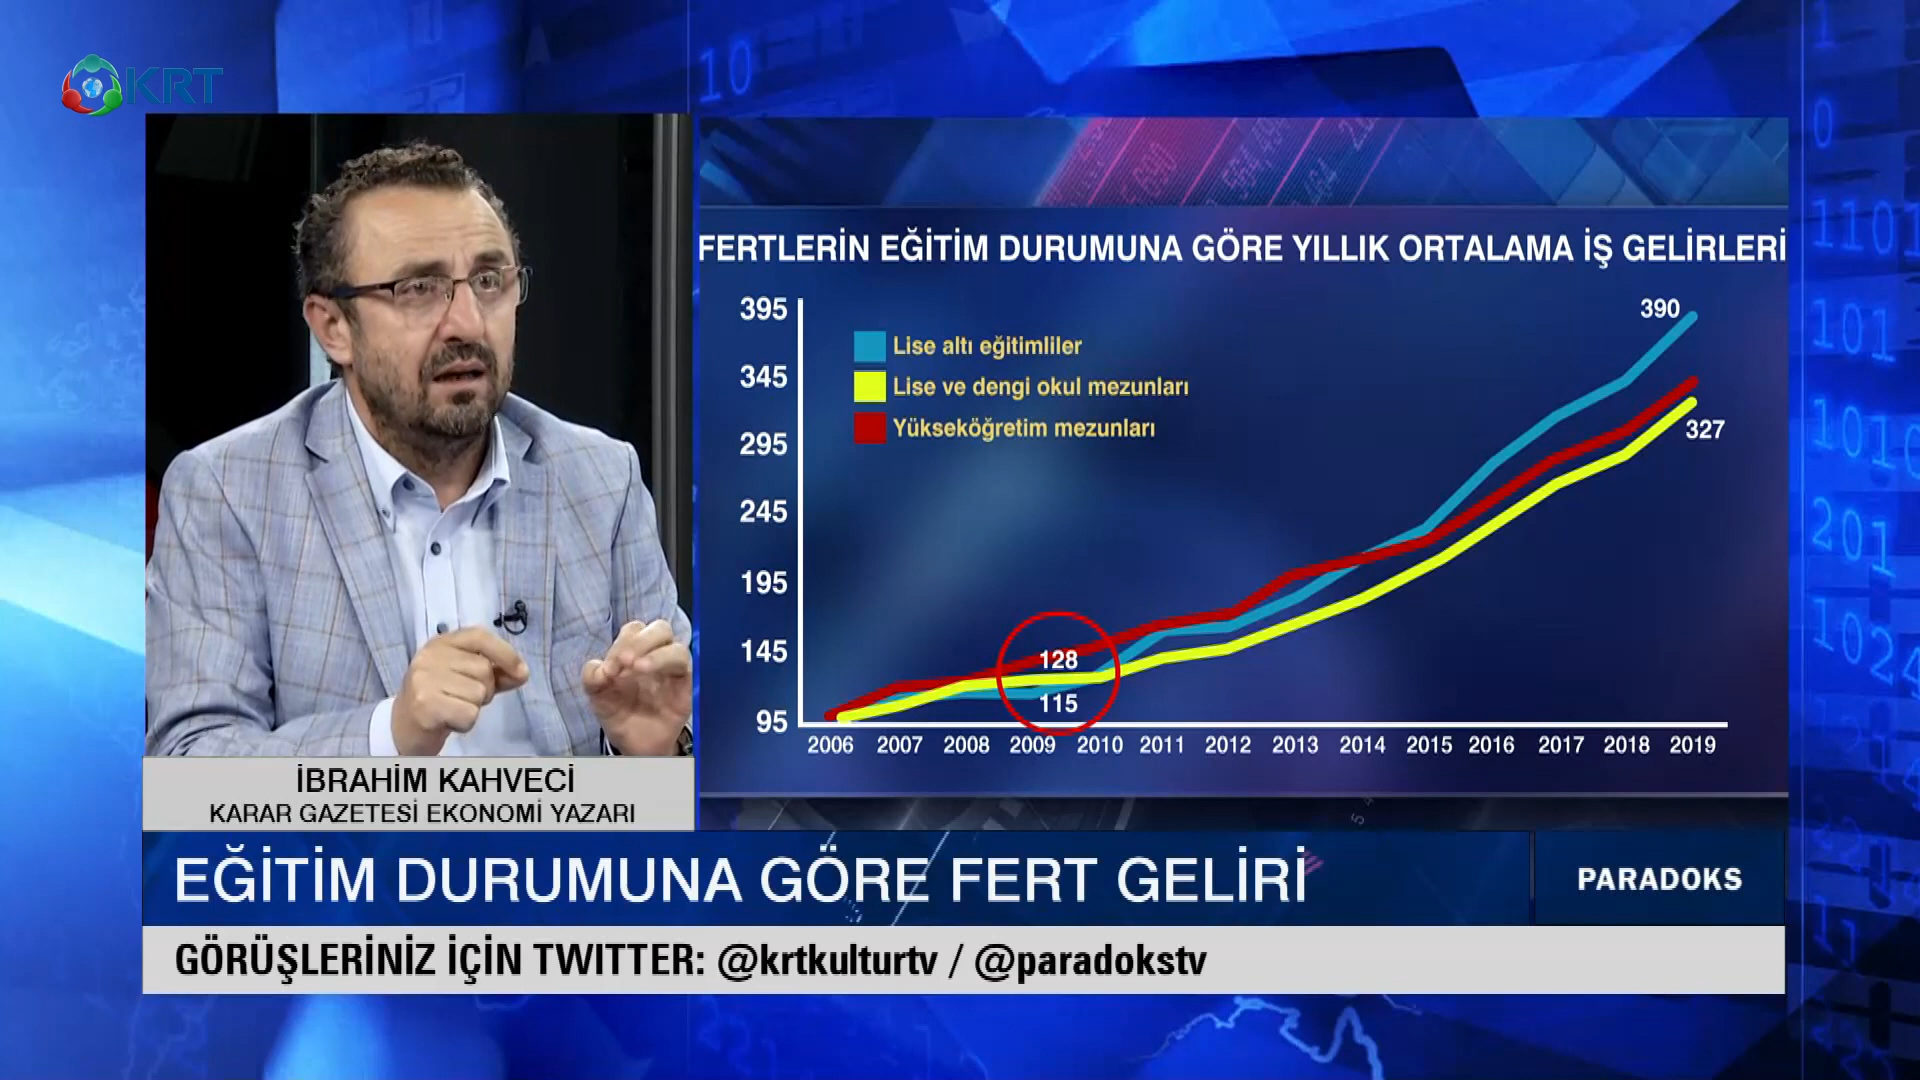 KRT
FERTLERİN EĞİTİM DURUMUNA GÖRE YILLIK ORTALAMA İŞ GELİRLERİ
395
345
295
245
195
145
95
Lise altı eğitimliler
Lise ve dengi okul mezunları
Yükseköğretim mezunları
390
327
128
115
2006 2007 2008 2009 2010 2011 2012 2013 2014 2015 2016 2017 2018 2019
İBRAHİM KAHVECİ
KARAR GAZETESİ EKONOMİ YAZARI
EĞİTİM DURUMUNA GÖRE FERT GELİRİ
PARADOKS
GÖRÜŞLERİNİZ İÇİN TWITTER: @krtkulturtv / @paradokstv